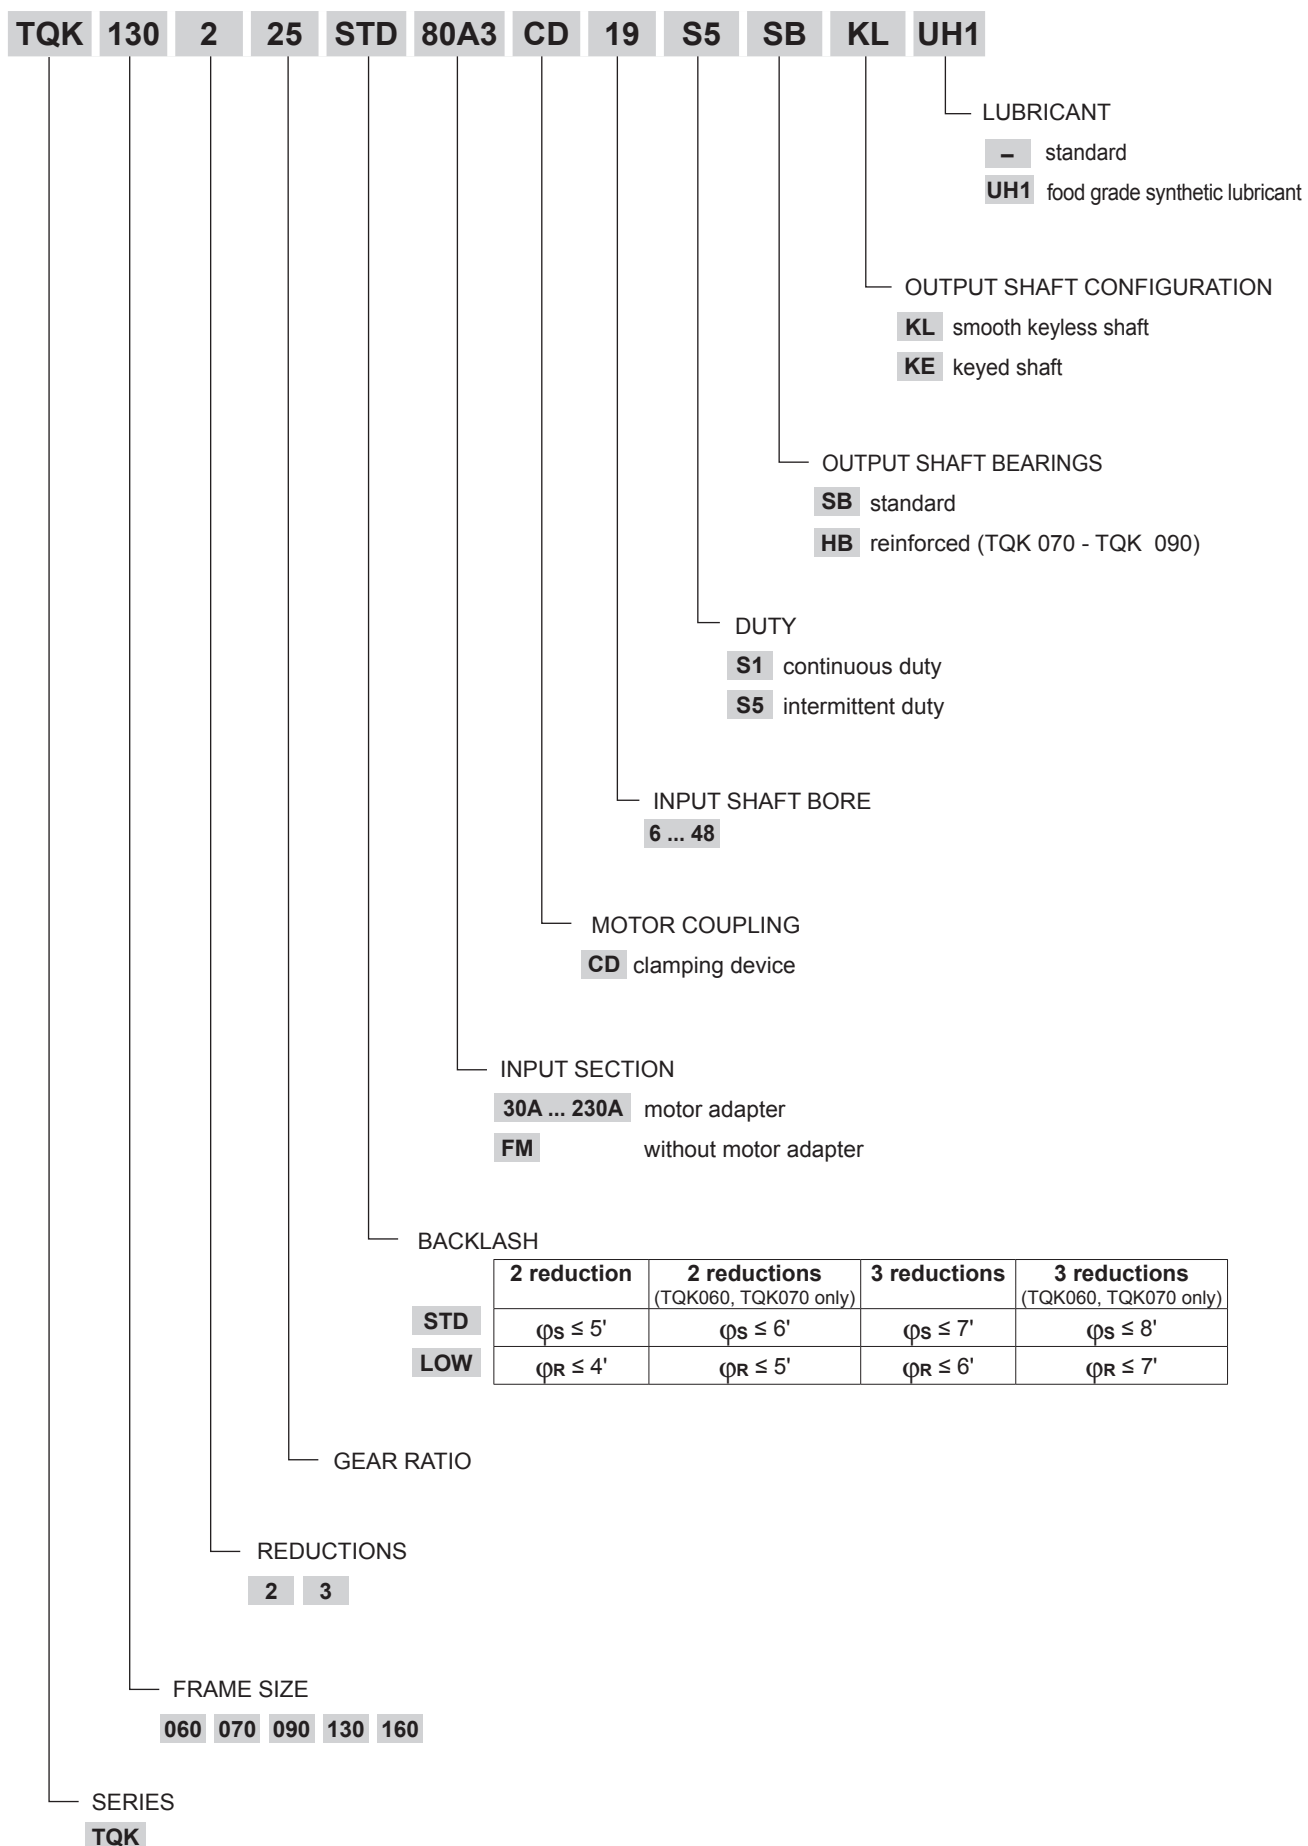 TQK 130 2 25 STD 80A3 CD 19 S5 SB KL UH1
LUBRICANT
– standard
UH1 food grade synthetic lubricant
OUTPUT SHAFT CONFIGURATION
KL smooth keyless shaft
KE keyed shaft
OUTPUT SHAFT BEARINGS
SB standard
HB reinforced (TQK 070 - TQK 090)
DUTY
S1 continuous duty
S5 intermittent duty
INPUT SHAFT BORE
6 ... 48
MOTOR COUPLING
CD clamping device
INPUT SECTION
30A ... 230A motor adapter
FM without motor adapter
BACKLASH
2 reduction 2 reductions 3 reductions 3 reductions
(TQK060, TQK070 only) (TQK060, TQK070 only)
STD φS ≤ 5' φS ≤ 6' φS ≤ 7' φS ≤ 8'
LOW φR ≤ 4' φR ≤ 5' φR ≤ 6' φR ≤ 7'
GEAR RATIO
REDUCTIONS
2 3
FRAME SIZE
060 070 090 130 160
SERIES
TQK